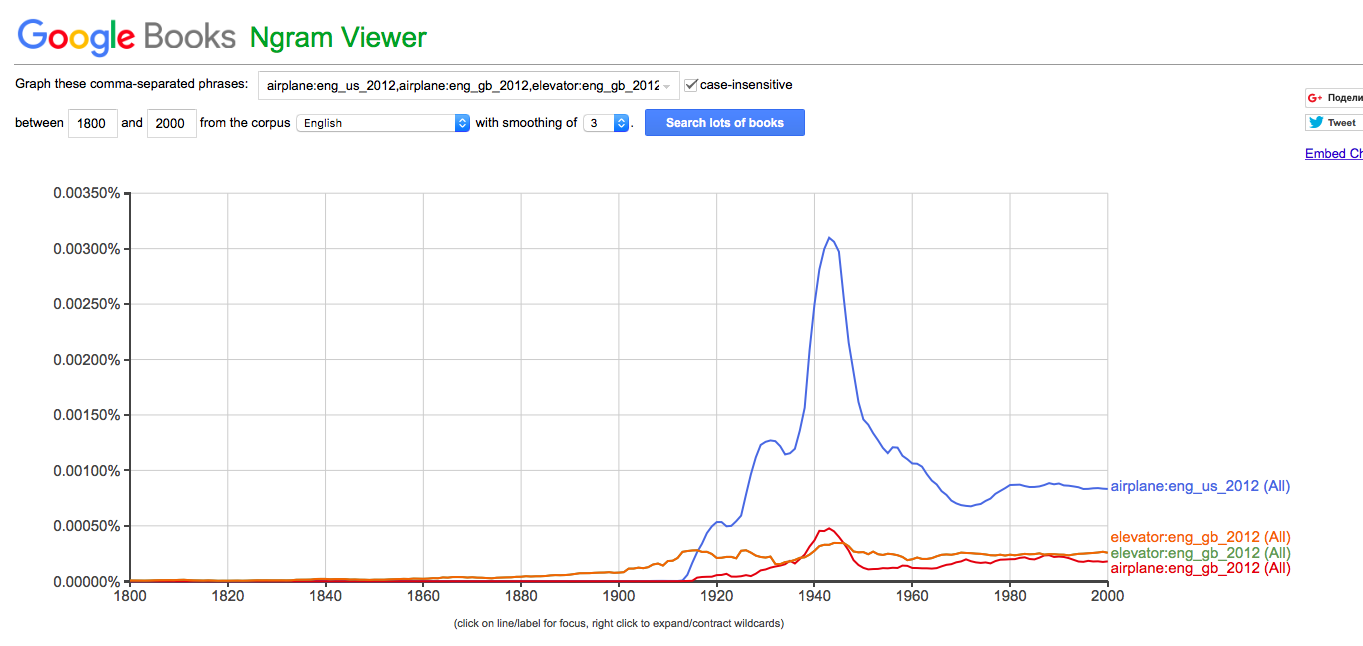 Google Books Ngram Viewer
Graph these comma-separated phrases: airplane:eng_us_2012,airplane:eng_gb_2012,elevator:eng_gb_2012 case-insensitive
between 1800 and 2000 from the corpus English with smoothing of 3 . Search lots of books
G+ Подели
Tweet
Embed Ch
0.00350%
0.00300%
0.00250%
0.00200%
0.00150%
0.00100%
0.00050%
0.00000%
airplane:eng_us_2012 (All)
elevator:eng_gb_2012 (All)
elevator:eng_gb_2012 (All)
airplane:eng_gb_2012 (All)
1800 1820 1840 1860 1880 1900 1920 1940 1960 1980 2000
(click on line/label for focus, right click to expand/contract wildcards)